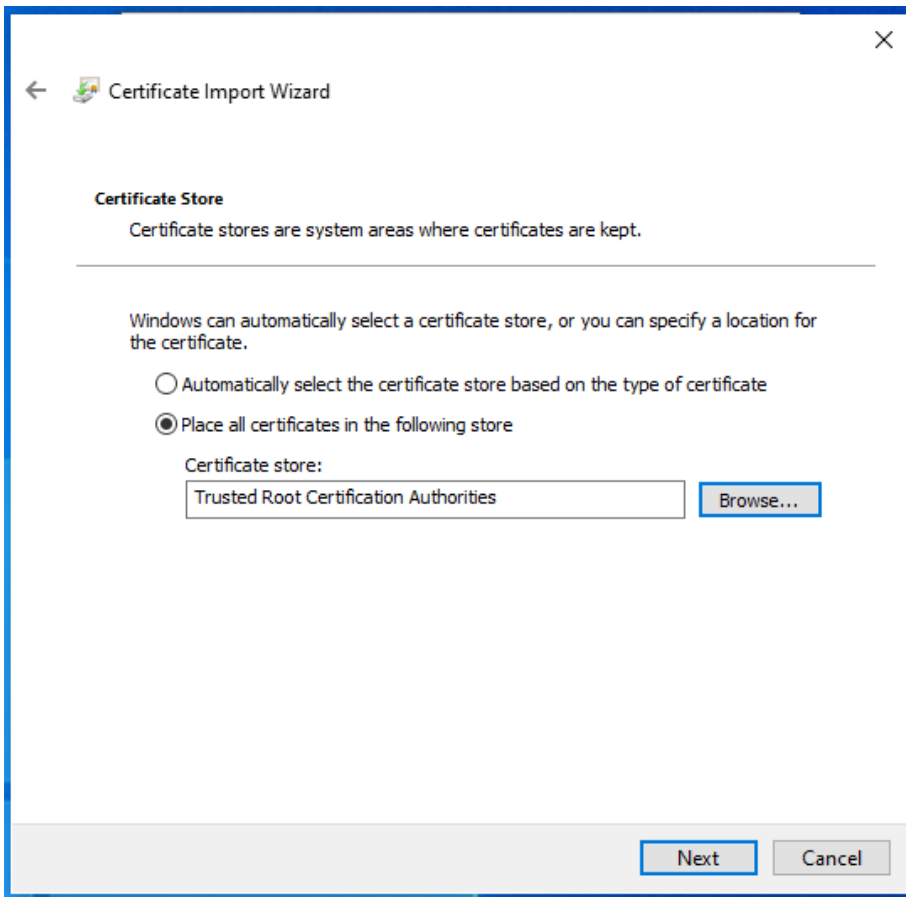 Certificate Import Wizard
Certificate Store
Certificate stores are system areas where certificates are kept.
Windows can automatically select a certificate store, or you can specify a location for
the certificate.
Automatically select the certificate store based on the type of certificate
Place all certificates in the following store
Certificate store:
Trusted Root Certification Authorities
Browse...
Next
Cancel